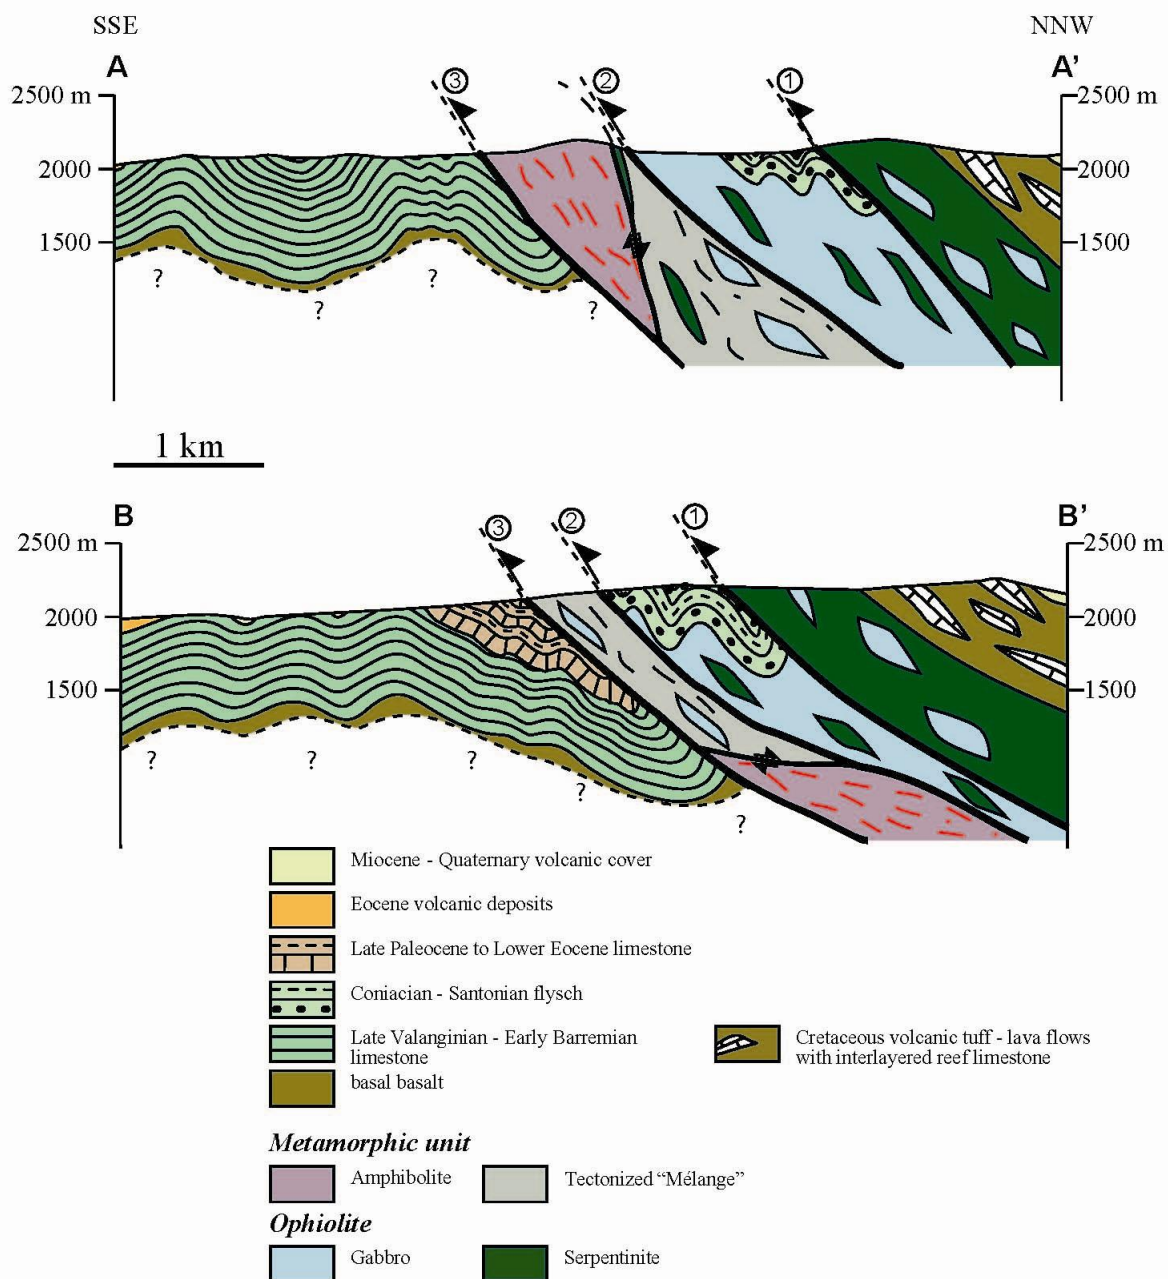 SSE NNW
A A’
③ ② ①
2500 m 2500 m
2000 2000
1500 1500
? ? ? ? ?
1 km
B B’
③ ② ①
2500 m 2500 m
2000 2000
1500 1500
? ? ? ? ?
Miocene - Quaternary volcanic cover
Eocene volcanic deposits
Late Paleocene to Lower Eocene limestone
Coniacian - Santonian flysch
Late Valanginian - Early Barremian
limestone
basal basalt
Cretaceous volcanic tuff - lava flows
with interlayered reef limestone
Metamorphic unit
Amphibolite Tectonized “Mélange”
Ophiolite
Gabbro Serpentinite